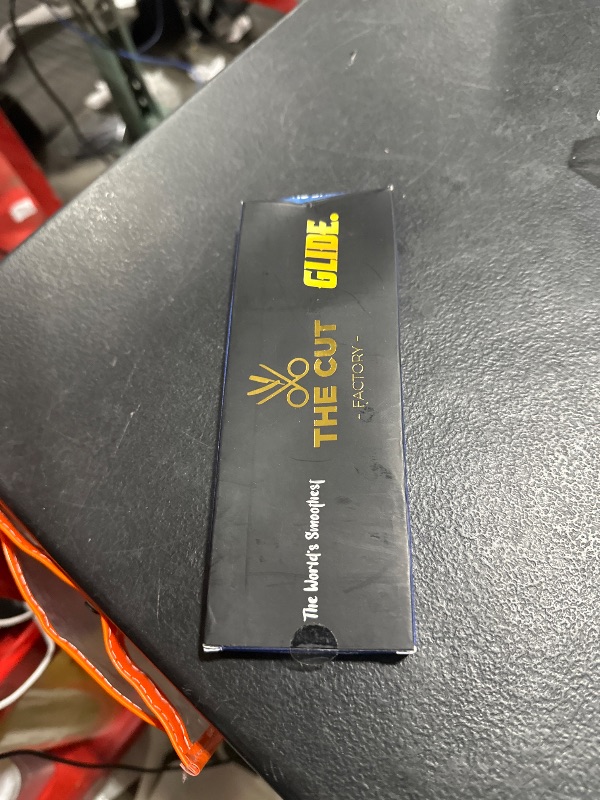 The World's Smoothest
THE CUT
- FACTORY -
GLIDE.